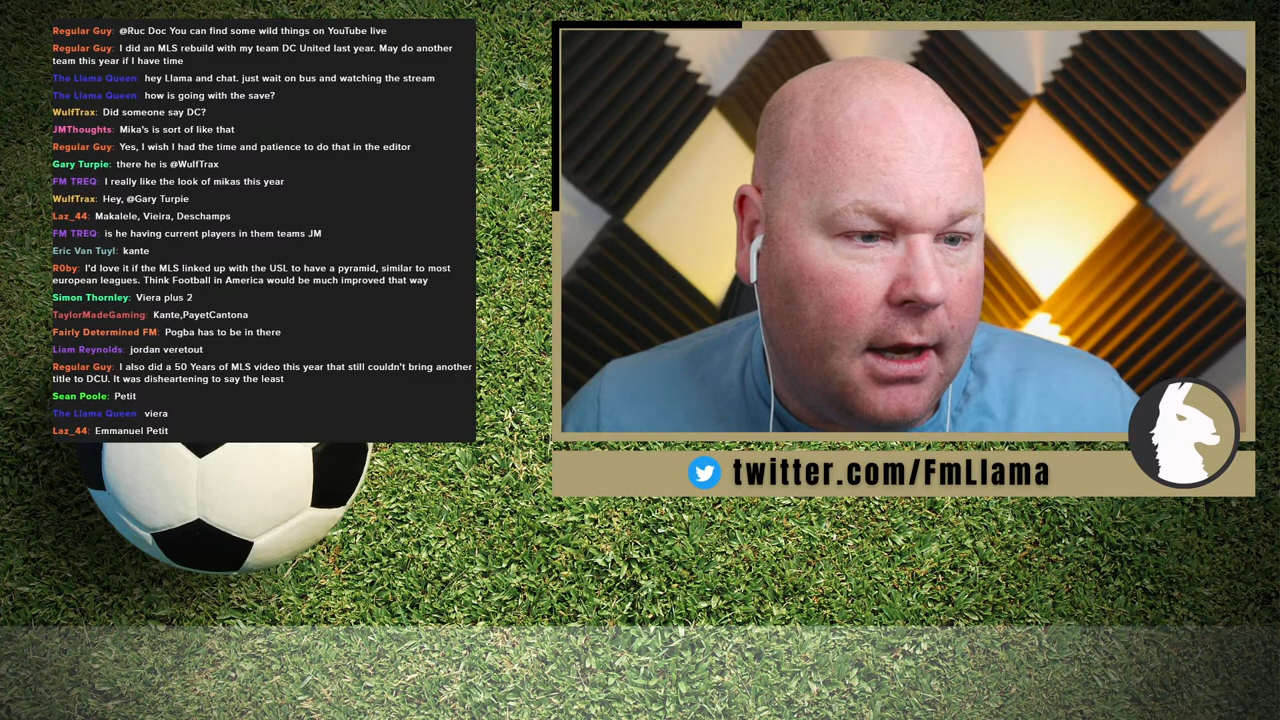 Regular Guy: @Ruc Doc You can find some wild things on YouTube live
Regular Guy: I did an MLS rebuild with my team DC United last year. May do another
team this year if I have time
The Llama Queen: hey Llama and chat. just wait on bus and watching the stream
The Llama Queen: how is going with the save?
WulfTrax: Did someone say DC?
JMThoughts: Mika's is sort of like that
Regular Guy: Yes, I wish I had the time and patience to do that in the editor
Gary Turpie: there he is @WulfTrax
FM TREQ: I really like the look of mikas this year
WulfTrax: Hey, @Gary Turpie
Laz_44: Makalele, Vieira, Deschamps
FM TREQ: is he having current players in them teams JM
Eric Van Tuyl: kante
R0by: I'd love it if the MLS linked up with the USL to have a pyramid, similar to most
european leagues. Think Football in America would be much improved that way
Simon Thornley: Viera plus 2
TaylorMadeGaming: Kante,PayetCantona
Fairly Determined FM: Pogba has to be in there
Liam Reynolds: jordan veretout
Regular Guy: I also did a 50 Years of MLS video this year that still couldn't bring another
title to DCU. It was disheartening to say the least
Sean Poole: Petit
The Llama Queen: viera
Laz_44: Emmanuel Petit
twitter.com/FmLlama